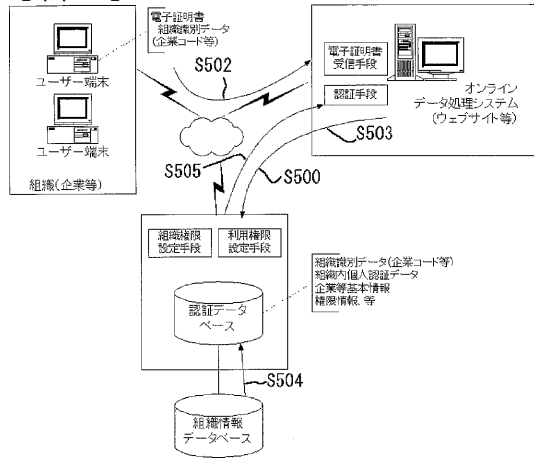 電子証明書
組織識別データ
(企業コード等)
ユーザー端末
ユーザー端末
組織(企業等)
S502
電子証明書
受信手段
認証手段
オンライン
データ処理システム
(ウェブサイト等)
S503
S505
S500
組織権限
設定手段
利用権限
設定手段
組織識別データ(企業コード等)
組織内個人認証データ
企業等基本情報
権限情報、等
認証データ
ベース
S504
組織情報
データベース